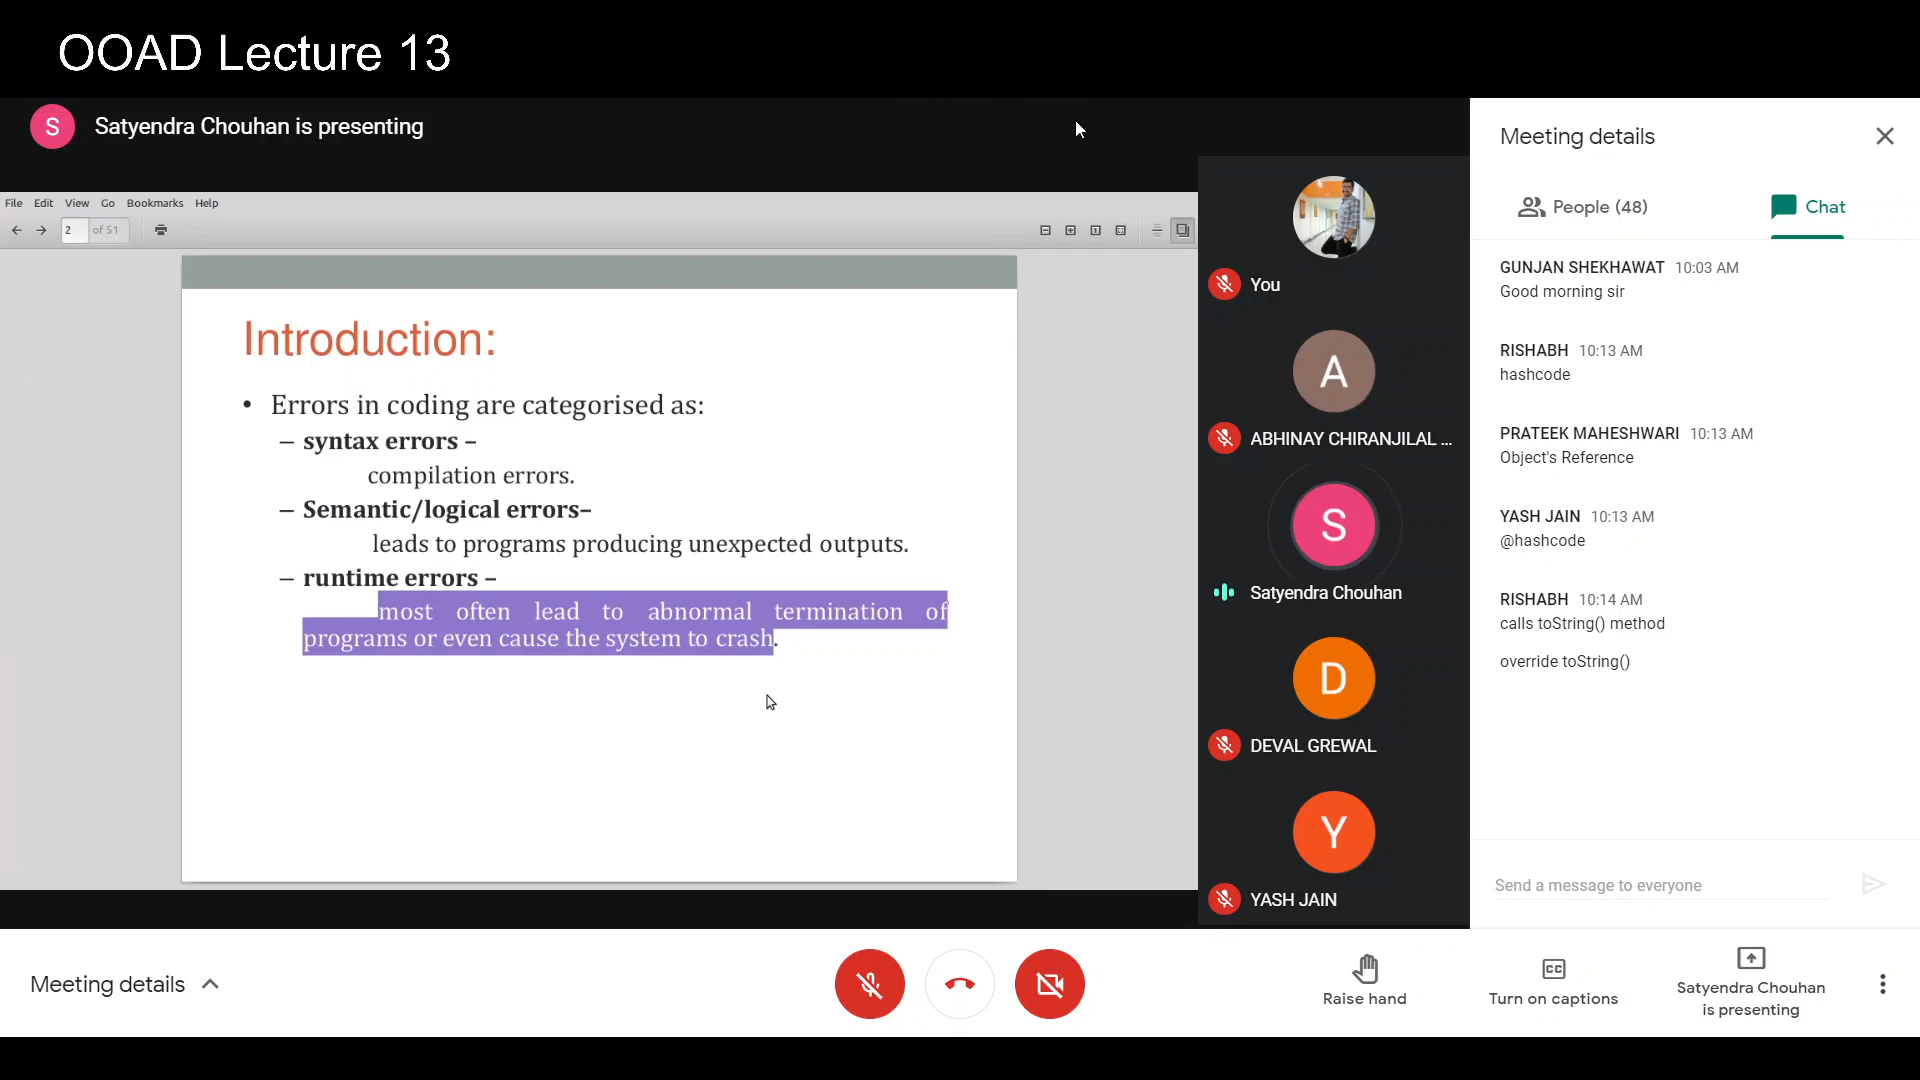 OOAD Lecture 13
S Satyendra Chouhan is presenting
File Edit View Go Bookmarks Help
2 of 51
Introduction:
• Errors in coding are categorised as:
– syntax errors –
compilation errors.
– Semantic/logical errors–
leads to programs producing unexpected outputs.
– runtime errors –
most often lead to abnormal termination of
programs or even cause the system to crash.
You
A
ABHINAY CHIRANJILAL ...
S
Satyendra Chouhan
D
DEVAL GREWAL
Y
YASH JAIN
Meeting details
People (48) Chat
GUNJAN SHEKHAWAT 10:03 AM
Good morning sir
RISHABH 10:13 AM
hashcode
PRATEEK MAHESHWARI 10:13 AM
Object's Reference
YASH JAIN 10:13 AM
@hashcode
RISHABH 10:14 AM
calls toString() method
override toString()
Send a message to everyone
Meeting details
Raise hand
CC
Turn on captions
Satyendra Chouhan
is presenting